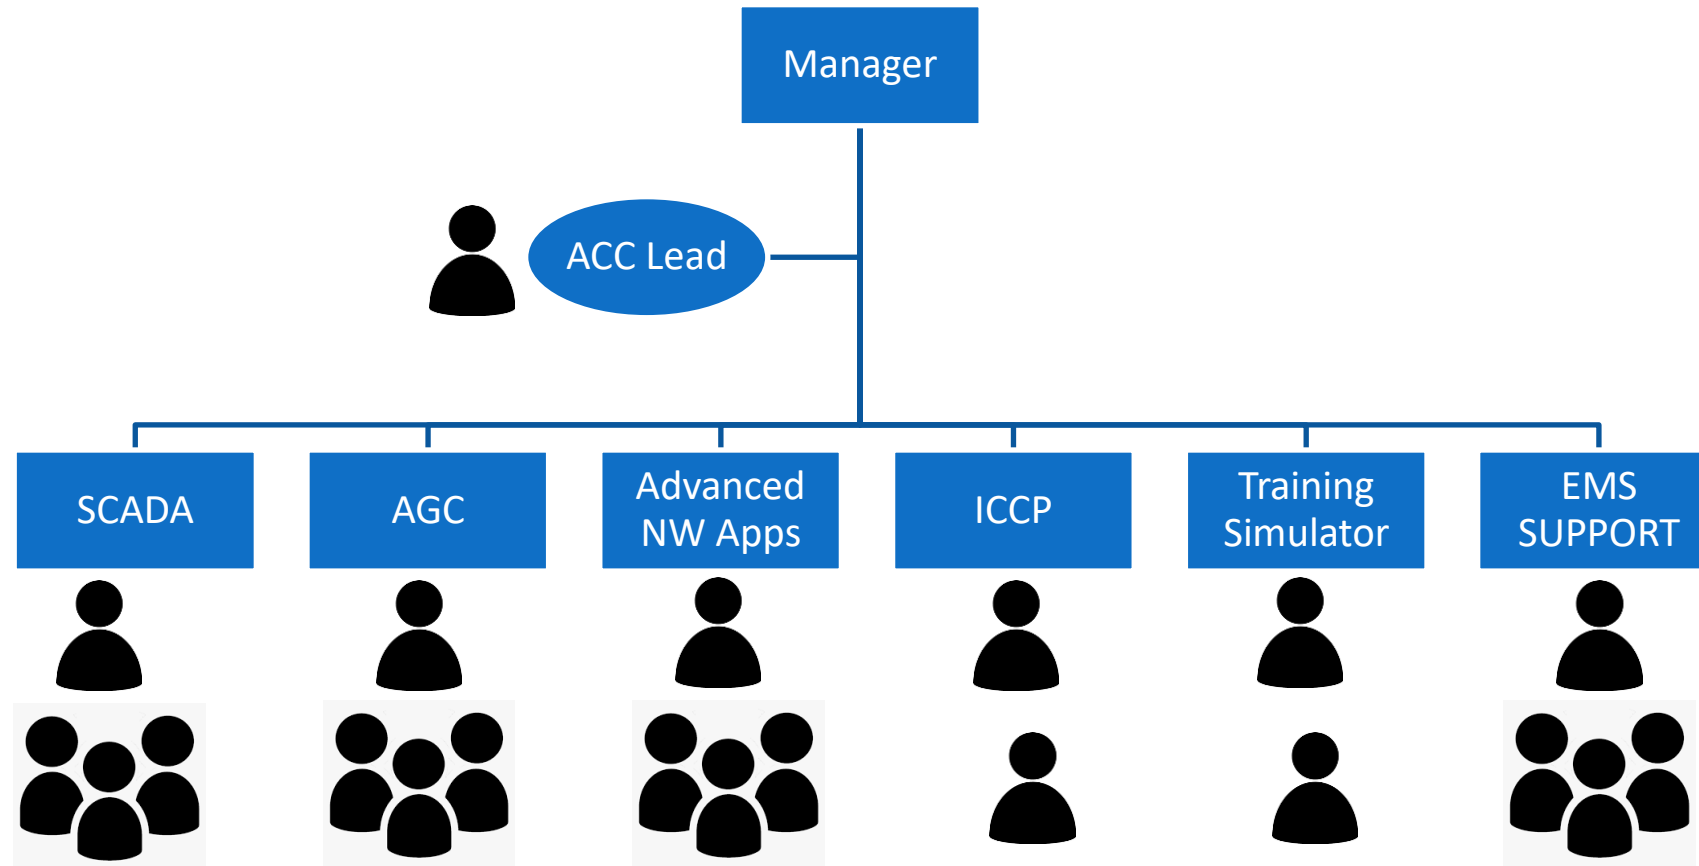 Manager
ACC Lead
SCADA
AGC
Advanced
NW Apps
ICCP
Training
Simulator
EMS
SUPPORT